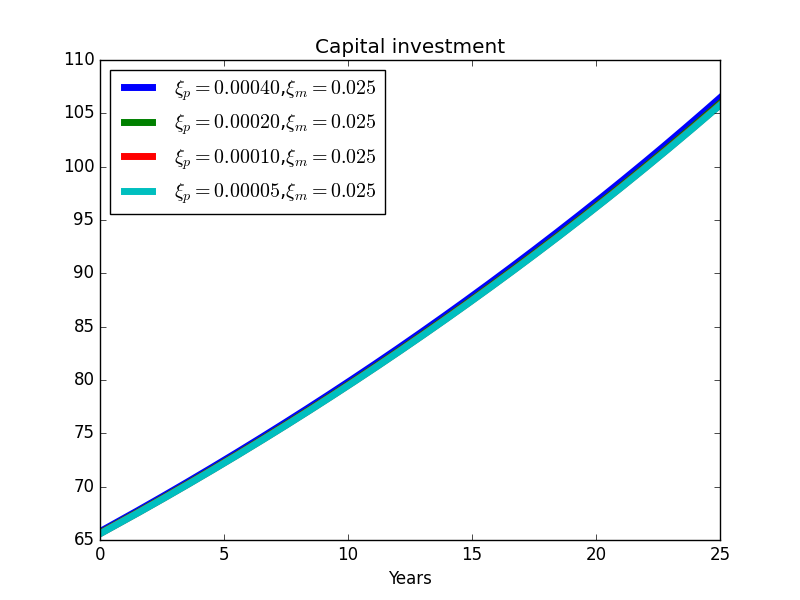 Capital investment
110
105
100
95
90
85
80
75
70
65
ξₚ = 0.00040,ξₘ = 0.025
ξₚ = 0.00020,ξₘ = 0.025
ξₚ = 0.00010,ξₘ = 0.025
ξₚ = 0.00005,ξₘ = 0.025
0 5 10 15 20 25
Years